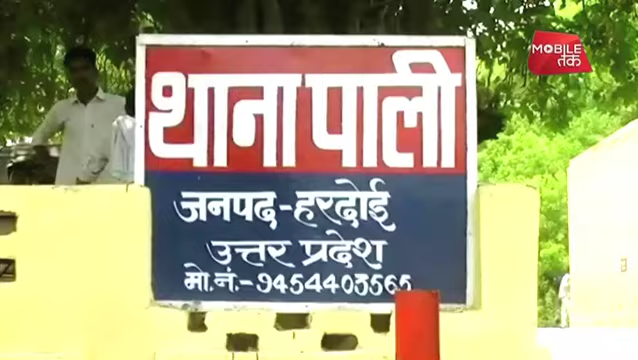 MOBILE
तक
थाना पाली
जनपद-हरदोई
उत्तर प्रदेश
मो.नं.-9454403565